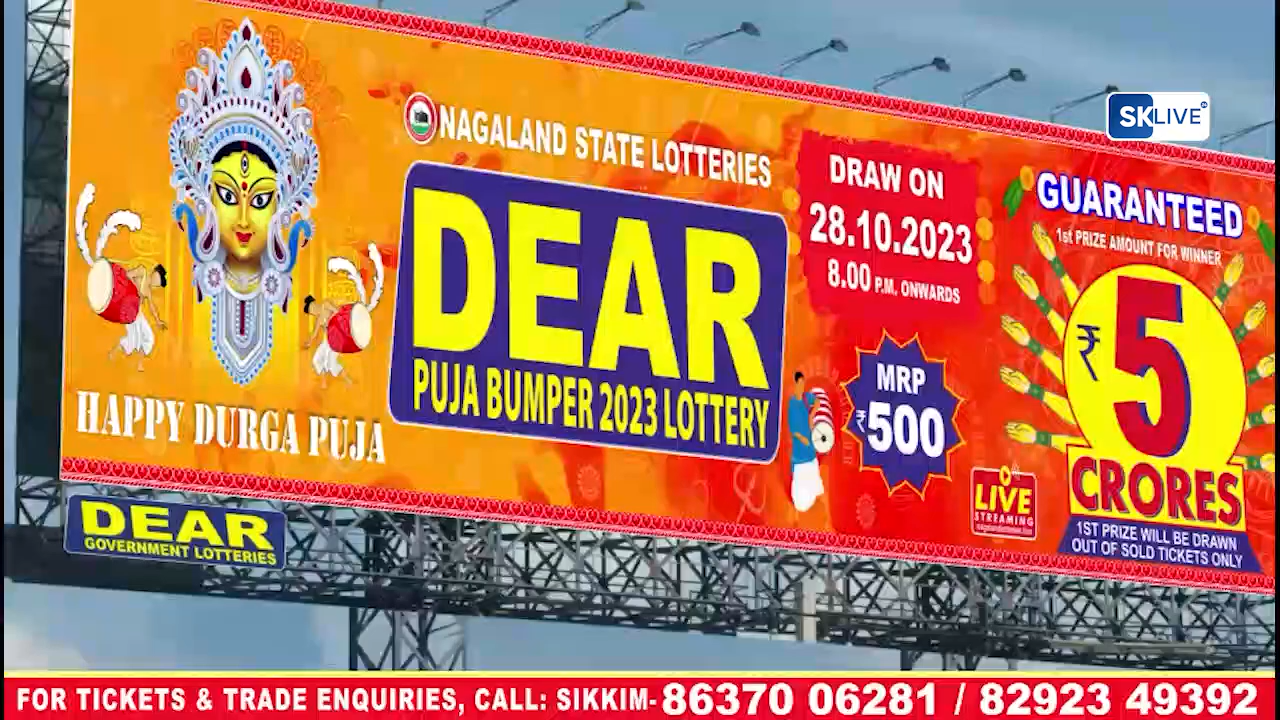 SKLIVE
NAGALAND STATE LOTTERIES
DEAR
PUJA BUMPER 2023 LOTTERY
DRAW ON
28.10.2023
8.00 P.M. ONWARDS
MRP
₹500
GUARANTEED
1st PRIZE AMOUNT FOR WINNER
₹5
CRORES
1ST PRIZE WILL BE DRAWN
OUT OF SOLD TICKETS ONLY
LIVE
STREAMING
HAPPY DURGA PUJA
DEAR
GOVERNMENT LOTTERIES
FOR TICKETS & TRADE ENQUIRIES, CALL: SIKKIM- 86370 06281 / 82923 49392